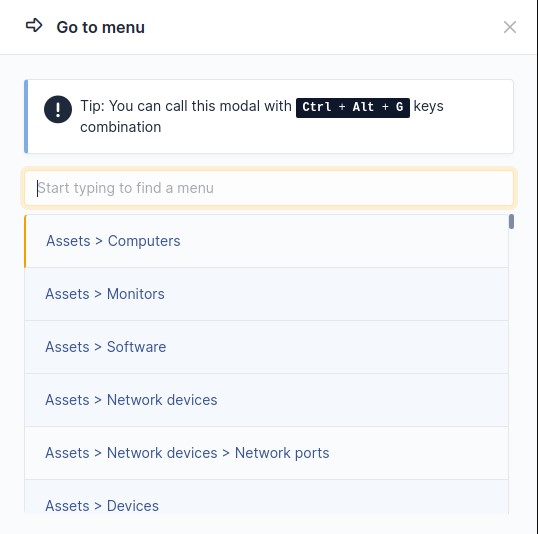 Go to menu
Tip: You can call this modal with Ctrl + Alt + G keys
combination
Start typing to find a menu
Assets > Computers
Assets > Monitors
Assets > Software
Assets > Network devices
Assets > Network devices > Network ports
Assets > Devices